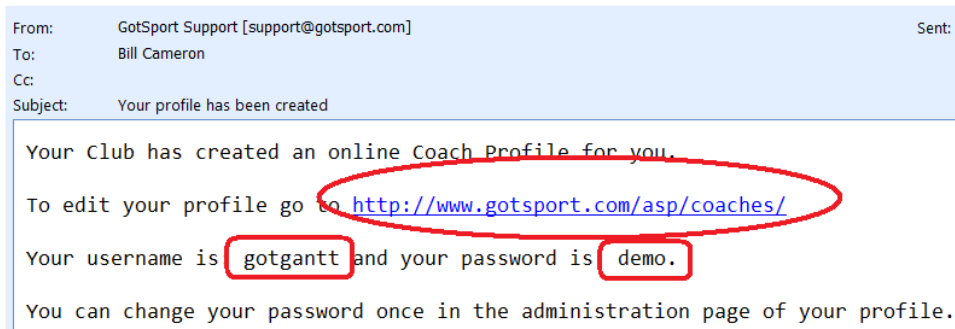 From: GotSport Support [support@gotsport.com] Sent:
To: Bill Cameron
Cc:
Subject: Your profile has been created
Your Club has created an online Coach Profile for you.
To edit your profile go to http://www.gotsport.com/asp/coaches/
Your username is gotgantt and your password is demo.
You can change your password once in the administration page of your profile.